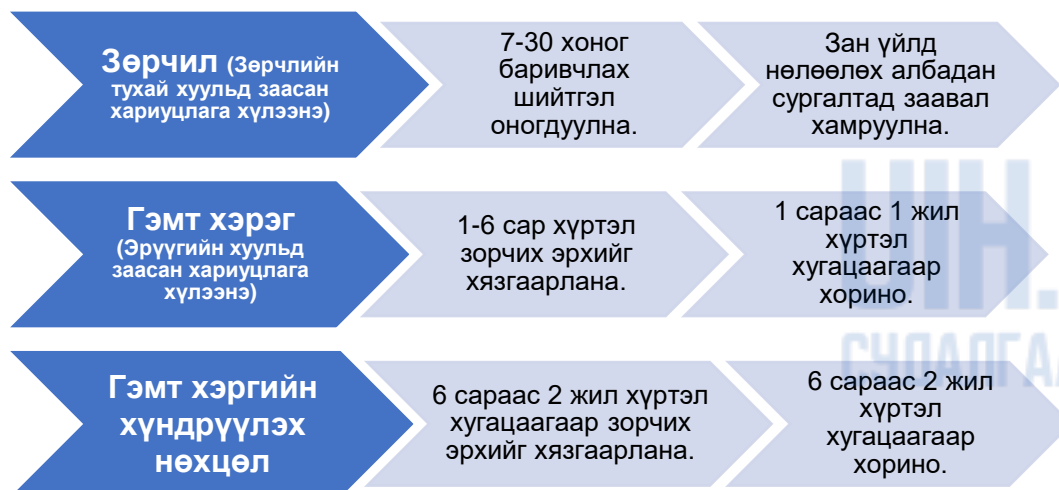 Зөрчил (Зөрчлийн
тухай хуульд заасан
хариуцлага хүлээнэ)
7-30 хоног
баривчлах
шийтгэл
оногдуулна.
Зан үйлд
нөлөөлөх албадан
сургалтад заавал
хамруулна.
Гэмт хэрэг
(Эрүүгийн хуульд
заасан хариуцлага
хүлээнэ)
1-6 сар хүртэл
зорчих эрхийг
хязгаарлана.
1 сараас 1 жил
хүртэл
хугацаагаар
хорино.
Гэмт хэргийн
хүндрүүлэх
нөхцөл
6 сараас 2 жил хүртэл
хугацаагаар зорчих
эрхийг хязгаарлана.
6 сараас 2 жил
хүртэл
хугацаагаар
хорино.